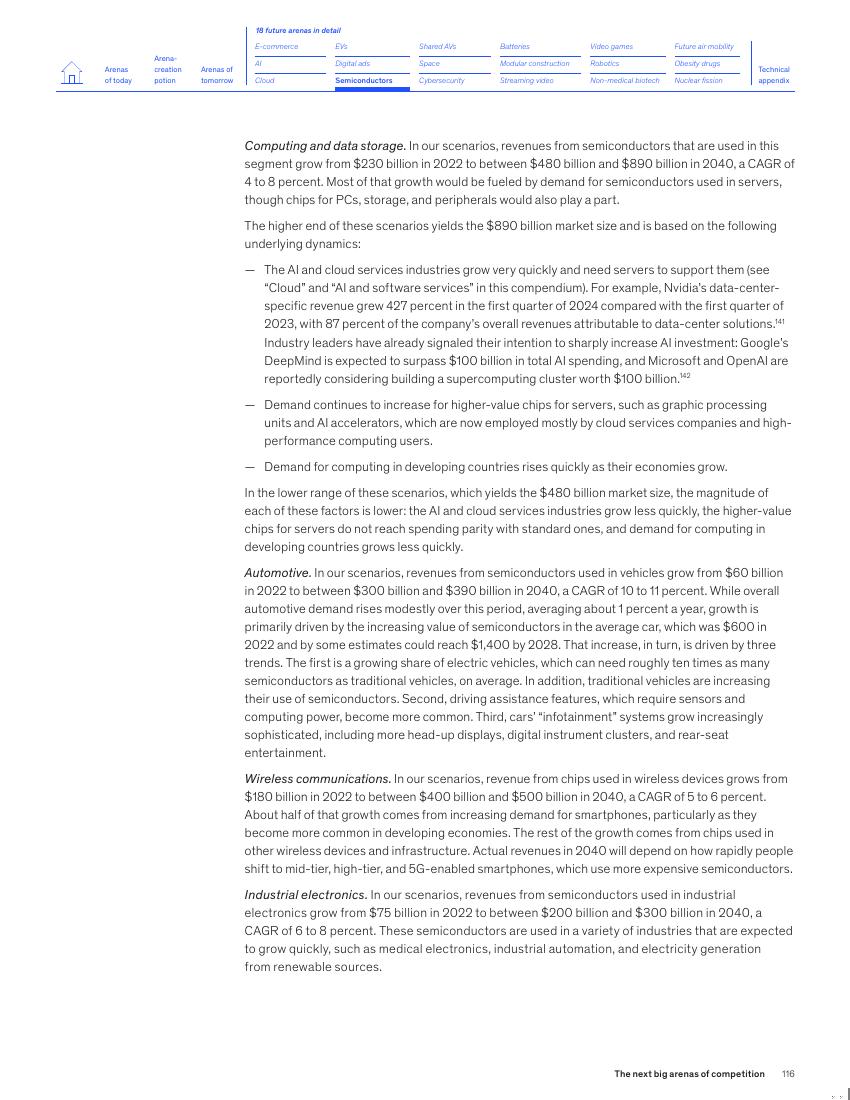 18 future arenas in detail
E-commerce EVs Shared AVs Batteries Video games Future air mobility
Arenas of today Arena-creation potion Arenas of tomorrow AI Digital ads Space Modular construction Robotics Obesity drugs Technical appendix
Cloud Semiconductors Cybersecurity Streaming video Non-medical biotech Nuclear fission
Computing and data storage. In our scenarios, revenues from semiconductors that are used in this
segment grow from $230 billion in 2022 to between $480 billion and $890 billion in 2040, a CAGR of
4 to 8 percent. Most of that growth would be fueled by demand for semiconductors used in servers,
though chips for PCs, storage, and peripherals would also play a part.
The higher end of these scenarios yields the $890 billion market size and is based on the following
underlying dynamics:
— The AI and cloud services industries grow very quickly and need servers to support them (see
“Cloud” and “AI and software services” in this compendium). For example, Nvidia’s data-center-
specific revenue grew 427 percent in the first quarter of 2024 compared with the first quarter of
2023, with 87 percent of the company’s overall revenues attributable to data-center solutions.¹⁴¹
Industry leaders have already signaled their intention to sharply increase AI investment: Google’s
DeepMind is expected to surpass $100 billion in total AI spending, and Microsoft and OpenAI are
reportedly considering building a supercomputing cluster worth $100 billion.¹⁴²
— Demand continues to increase for higher-value chips for servers, such as graphic processing
units and AI accelerators, which are now employed mostly by cloud services companies and high-
performance computing users.
— Demand for computing in developing countries rises quickly as their economies grow.
In the lower range of these scenarios, which yields the $480 billion market size, the magnitude of
each of these factors is lower: the AI and cloud services industries grow less quickly, the higher-value
chips for servers do not reach spending parity with standard ones, and demand for computing in
developing countries grows less quickly.
Automotive. In our scenarios, revenues from semiconductors used in vehicles grow from $60 billion
in 2022 to between $300 billion and $390 billion in 2040, a CAGR of 10 to 11 percent. While overall
automotive demand rises modestly over this period, averaging about 1 percent a year, growth is
primarily driven by the increasing value of semiconductors in the average car, which was $600 in
2022 and by some estimates could reach $1,400 by 2028. That increase, in turn, is driven by three
trends. The first is a growing share of electric vehicles, which can need roughly ten times as many
semiconductors as traditional vehicles, on average. In addition, traditional vehicles are increasing
their use of semiconductors. Second, driving assistance features, which require sensors and
computing power, become more common. Third, cars’ “infotainment” systems grow increasingly
sophisticated, including more head-up displays, digital instrument clusters, and rear-seat
entertainment.
Wireless communications. In our scenarios, revenue from chips used in wireless devices grows from
$180 billion in 2022 to between $400 billion and $500 billion in 2040, a CAGR of 5 to 6 percent.
About half of that growth comes from increasing demand for smartphones, particularly as they
become more common in developing economies. The rest of the growth comes from chips used in
other wireless devices and infrastructure. Actual revenues in 2040 will depend on how rapidly people
shift to mid-tier, high-tier, and 5G-enabled smartphones, which use more expensive semiconductors.
Industrial electronics. In our scenarios, revenues from semiconductors used in industrial
electronics grow from $75 billion in 2022 to between $200 billion and $300 billion in 2040, a
CAGR of 6 to 8 percent. These semiconductors are used in a variety of industries that are expected
to grow quickly, such as medical electronics, industrial automation, and electricity generation
from renewable sources.
The next big arenas of competition 116